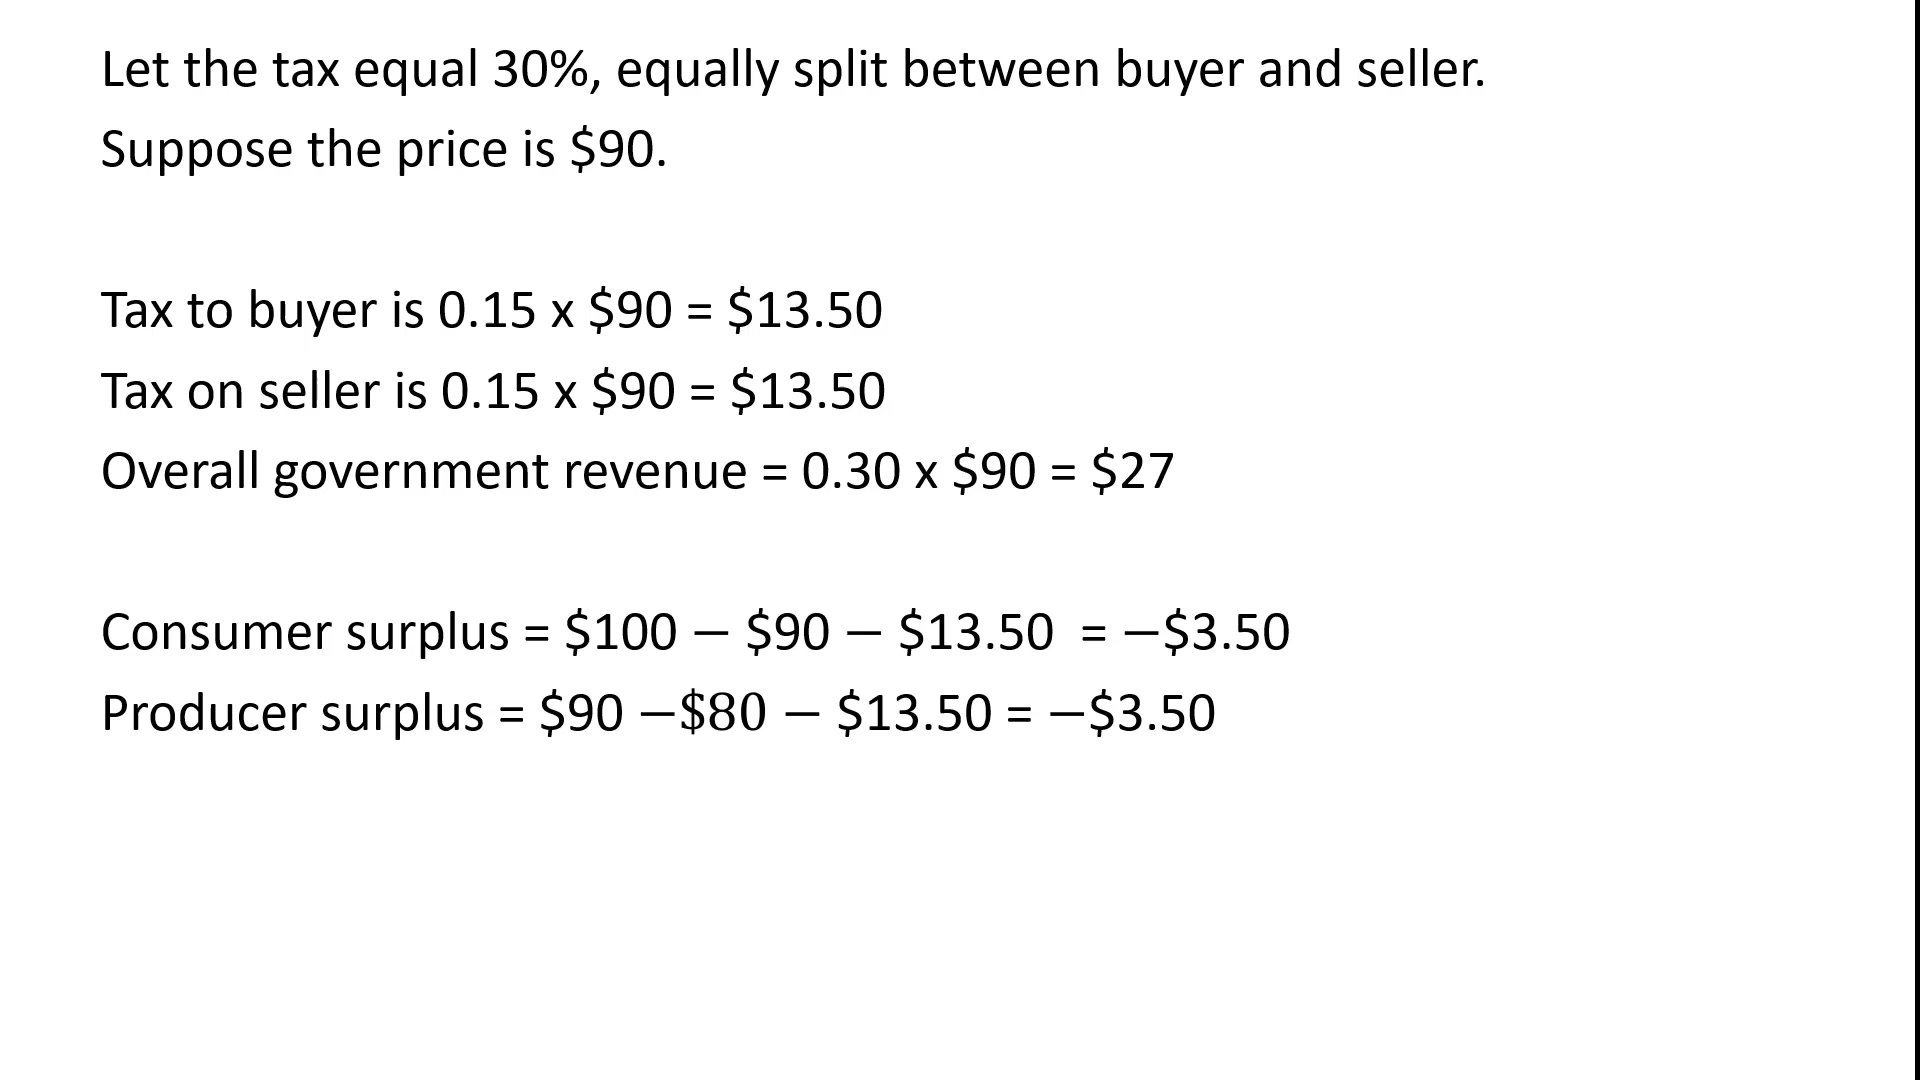 Let the tax equal 30%, equally split between buyer and seller.
Suppose the price is $90.
Tax to buyer is 0.15 x $90 = $13.50
Tax on seller is 0.15 x $90 = $13.50
Overall government revenue = 0.30 x $90 = $27
Consumer surplus = $100 − $90 − $13.50 = −$3.50
Producer surplus = $90 −$80 − $13.50 = −$3.50